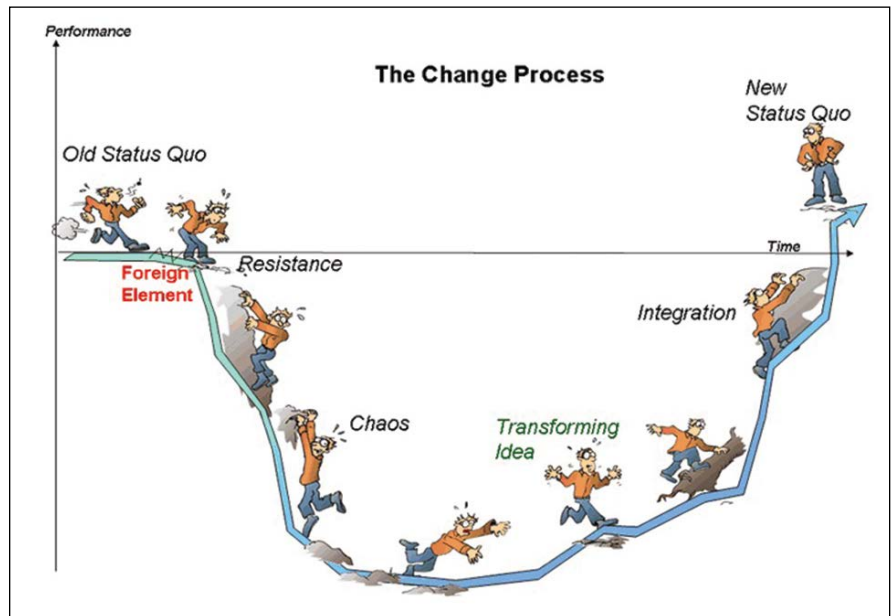 Performance
The Change Process
New
Status Quo
Old Status Quo
Time
Foreign
Element
Resistance
Integration
Chaos
Transforming
Idea